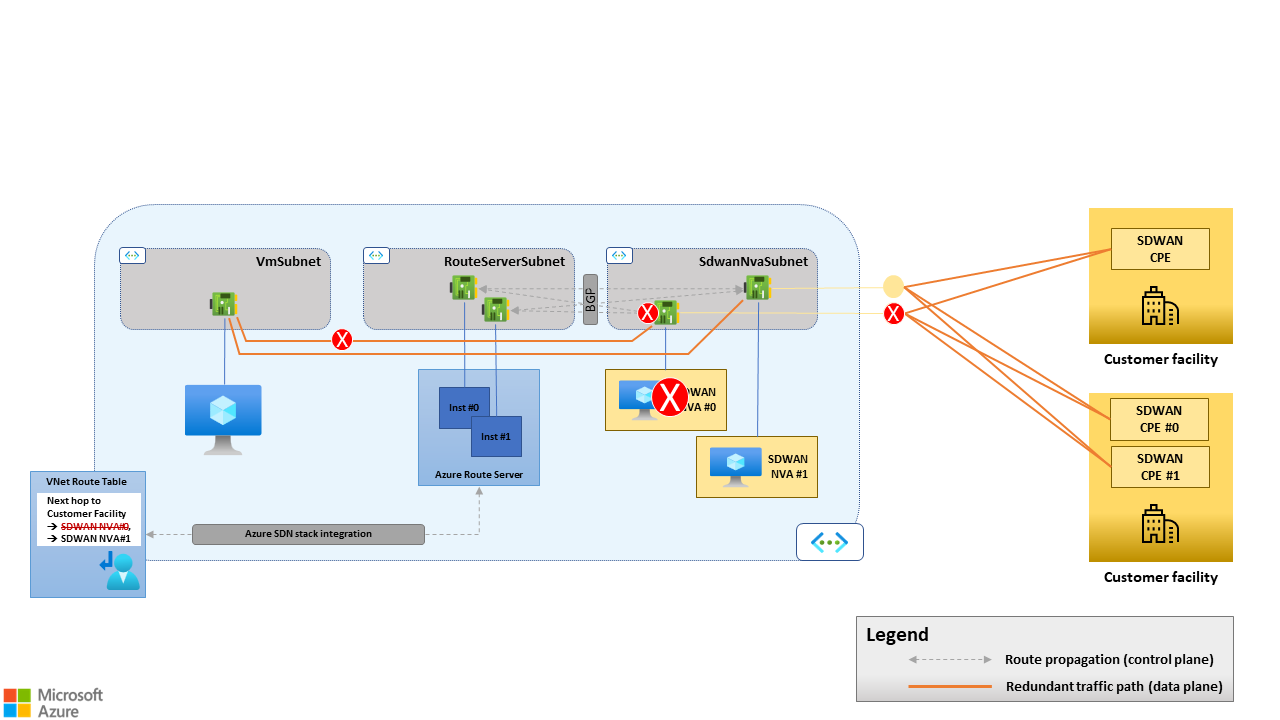 VmSubnet
RouteServerSubnet
SdwanNvaSubnet
BGP
X
X
X
X
SDWAN
CPE
Customer facility
Inst #0
Inst #1
Azure Route Server
DWAN
VA #0
SDWAN
NVA #1
SDWAN
CPE #0
SDWAN
CPE #1
Customer facility
VNet Route Table
Next hop to
Customer Facility
→ SDWAN NVA#0,
→ SDWAN NVA#1
Azure SDN stack integration
Legend
Route propagation (control plane)
Redundant traffic path (data plane)
Microsoft
Azure